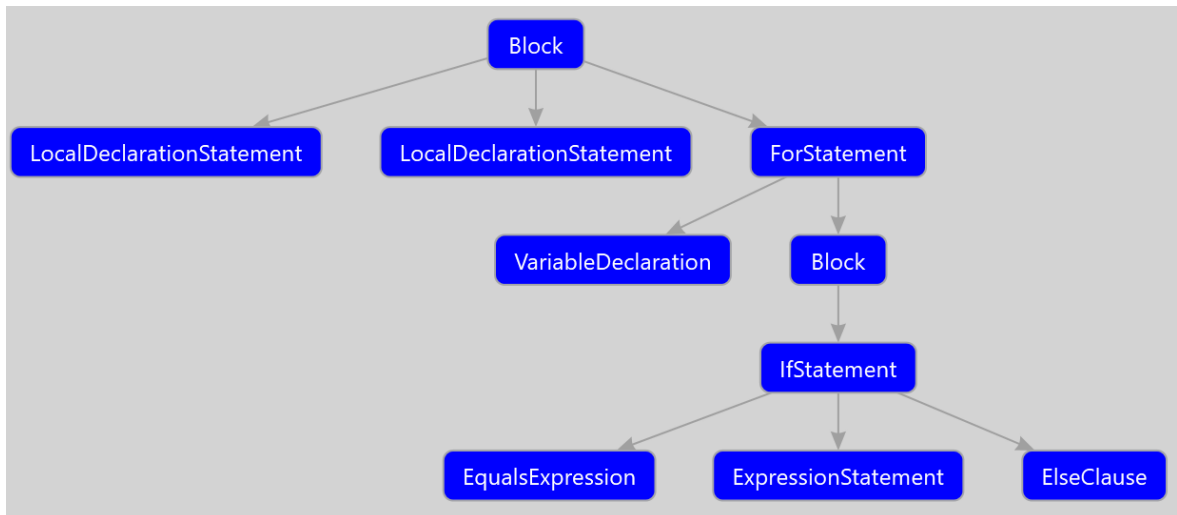 Block
LocalDeclarationStatement
LocalDeclarationStatement
ForStatement
VariableDeclaration
Block
IfStatement
EqualsExpression
ExpressionStatement
ElseClause